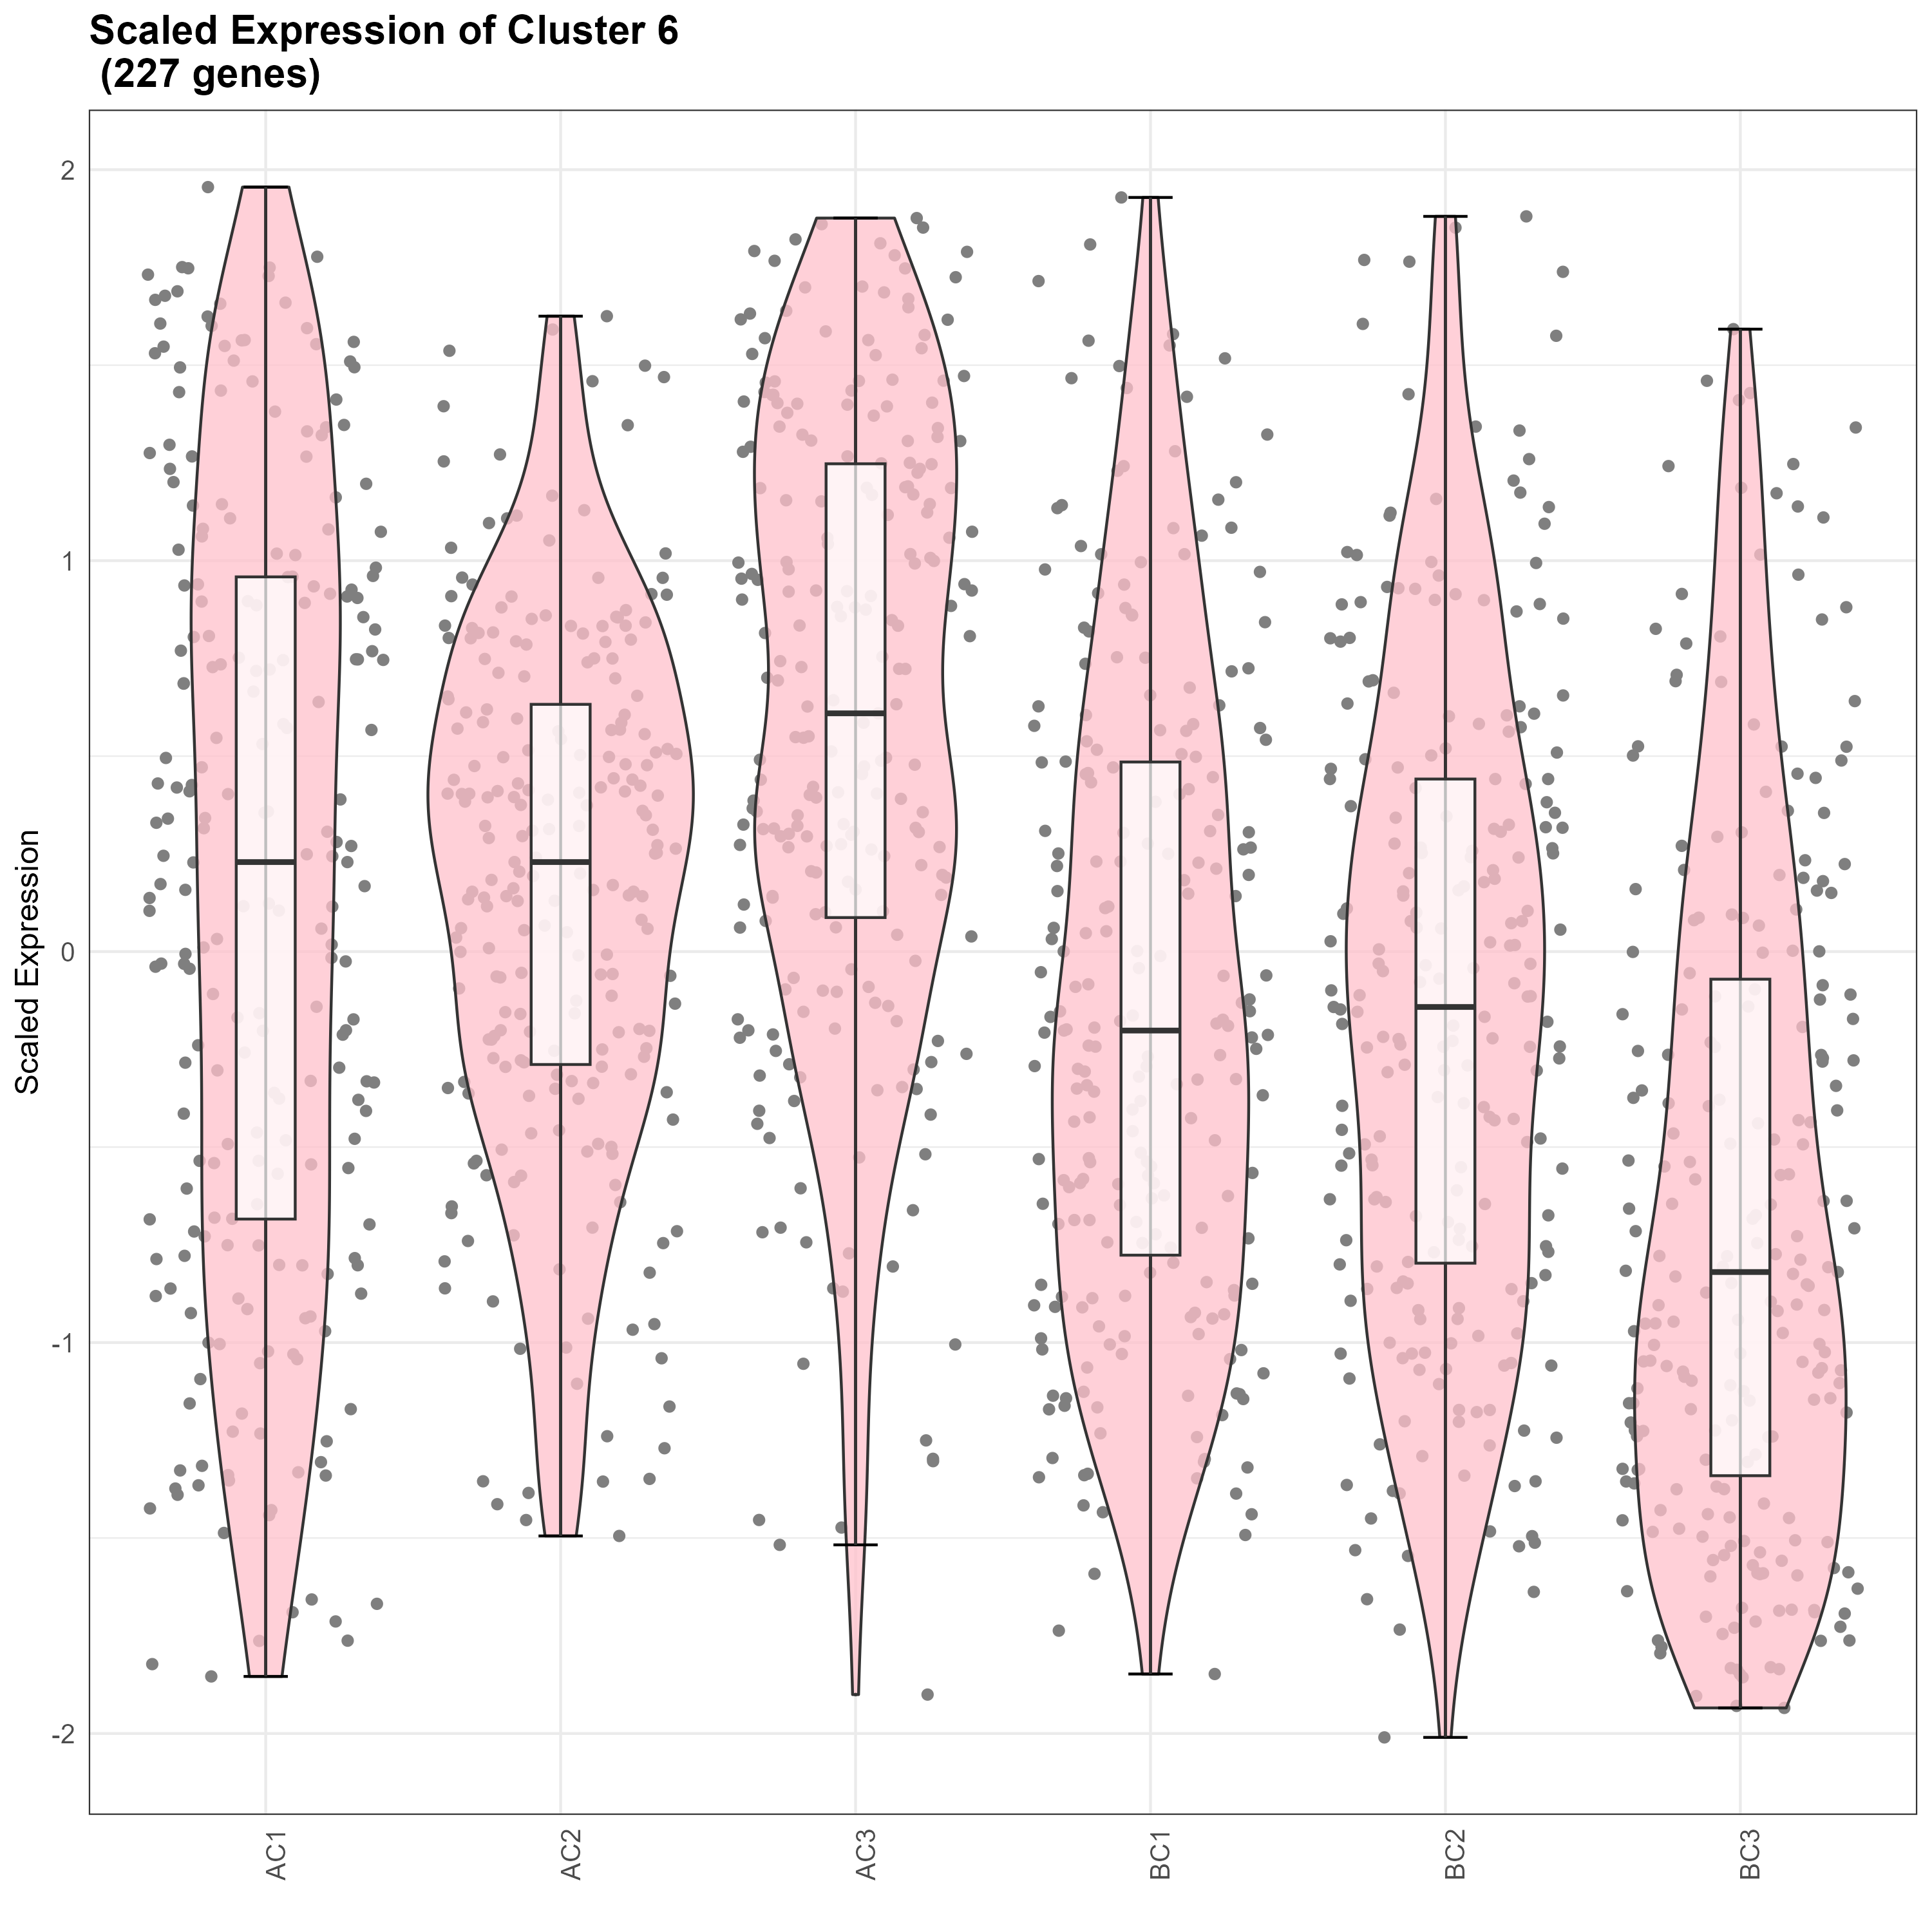 Scaled Expression of Cluster 6
(227 genes)
Scaled Expression
2
1
0
-1
-2
AC1
AC2
AC3
BC1
BC2
BC3